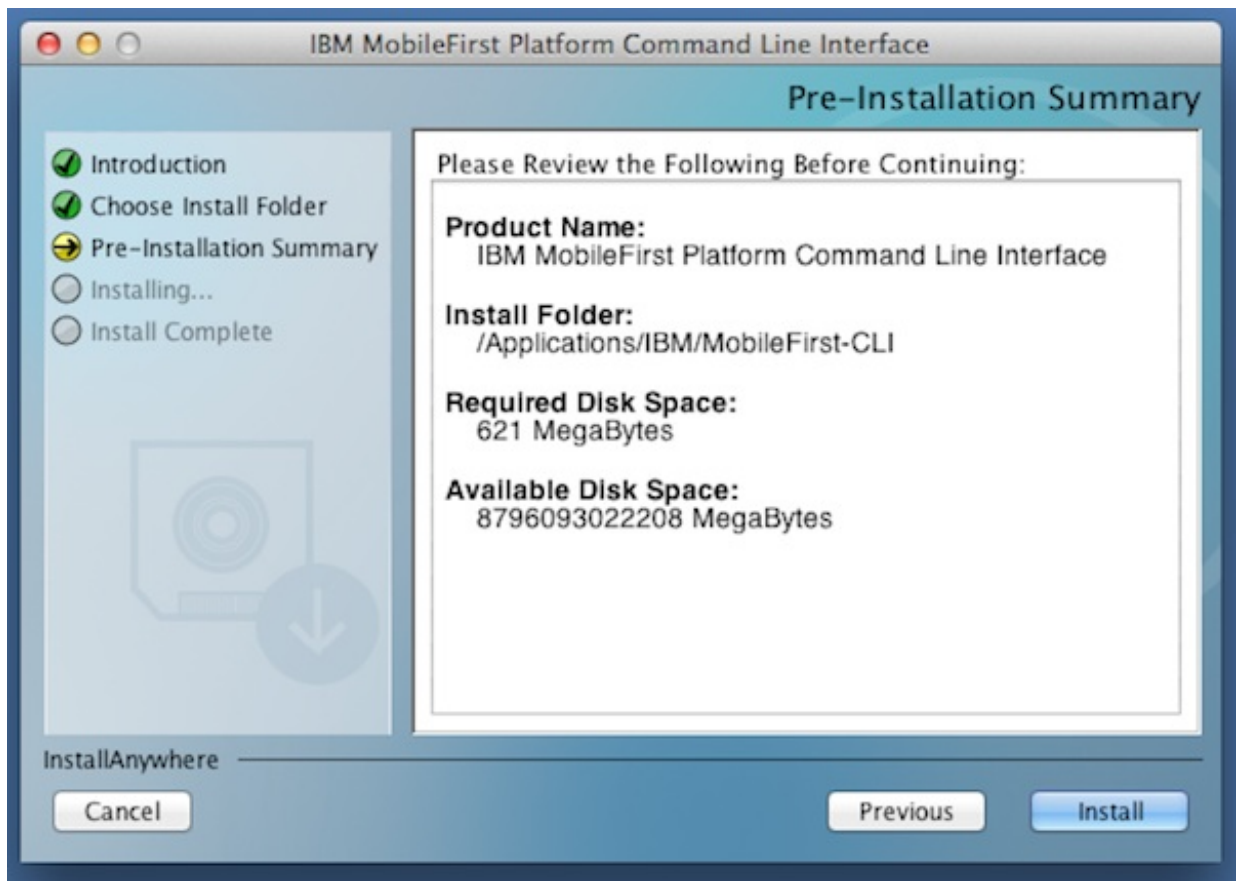 IBM MobileFirst Platform Command Line Interface
Pre-Installation Summary
Introduction
Choose Install Folder
Pre-Installation Summary
Installing...
Install Complete
Please Review the Following Before Continuing:
Product Name:
IBM MobileFirst Platform Command Line Interface
Install Folder:
/Applications/IBM/MobileFirst-CLI
Required Disk Space:
621 MegaBytes
Available Disk Space:
8796093022208 MegaBytes
InstallAnywhere
Cancel
Previous
Install